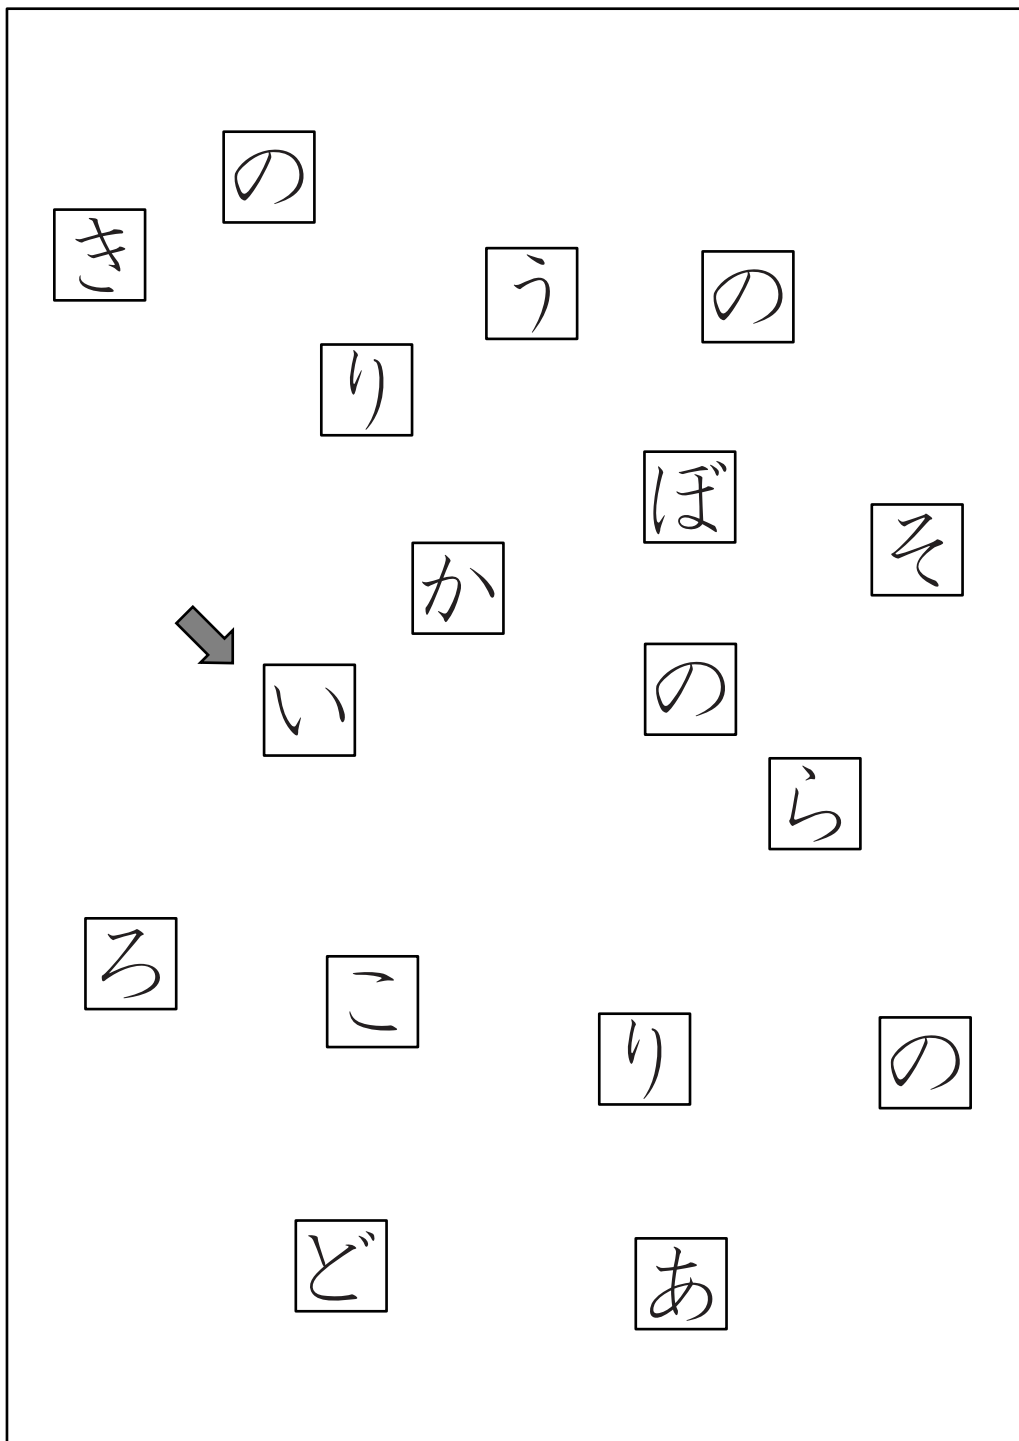 の
き
う
の
り
ぼ
そ
か
い
の
ら
ろ
こ
り
の
ど
あ